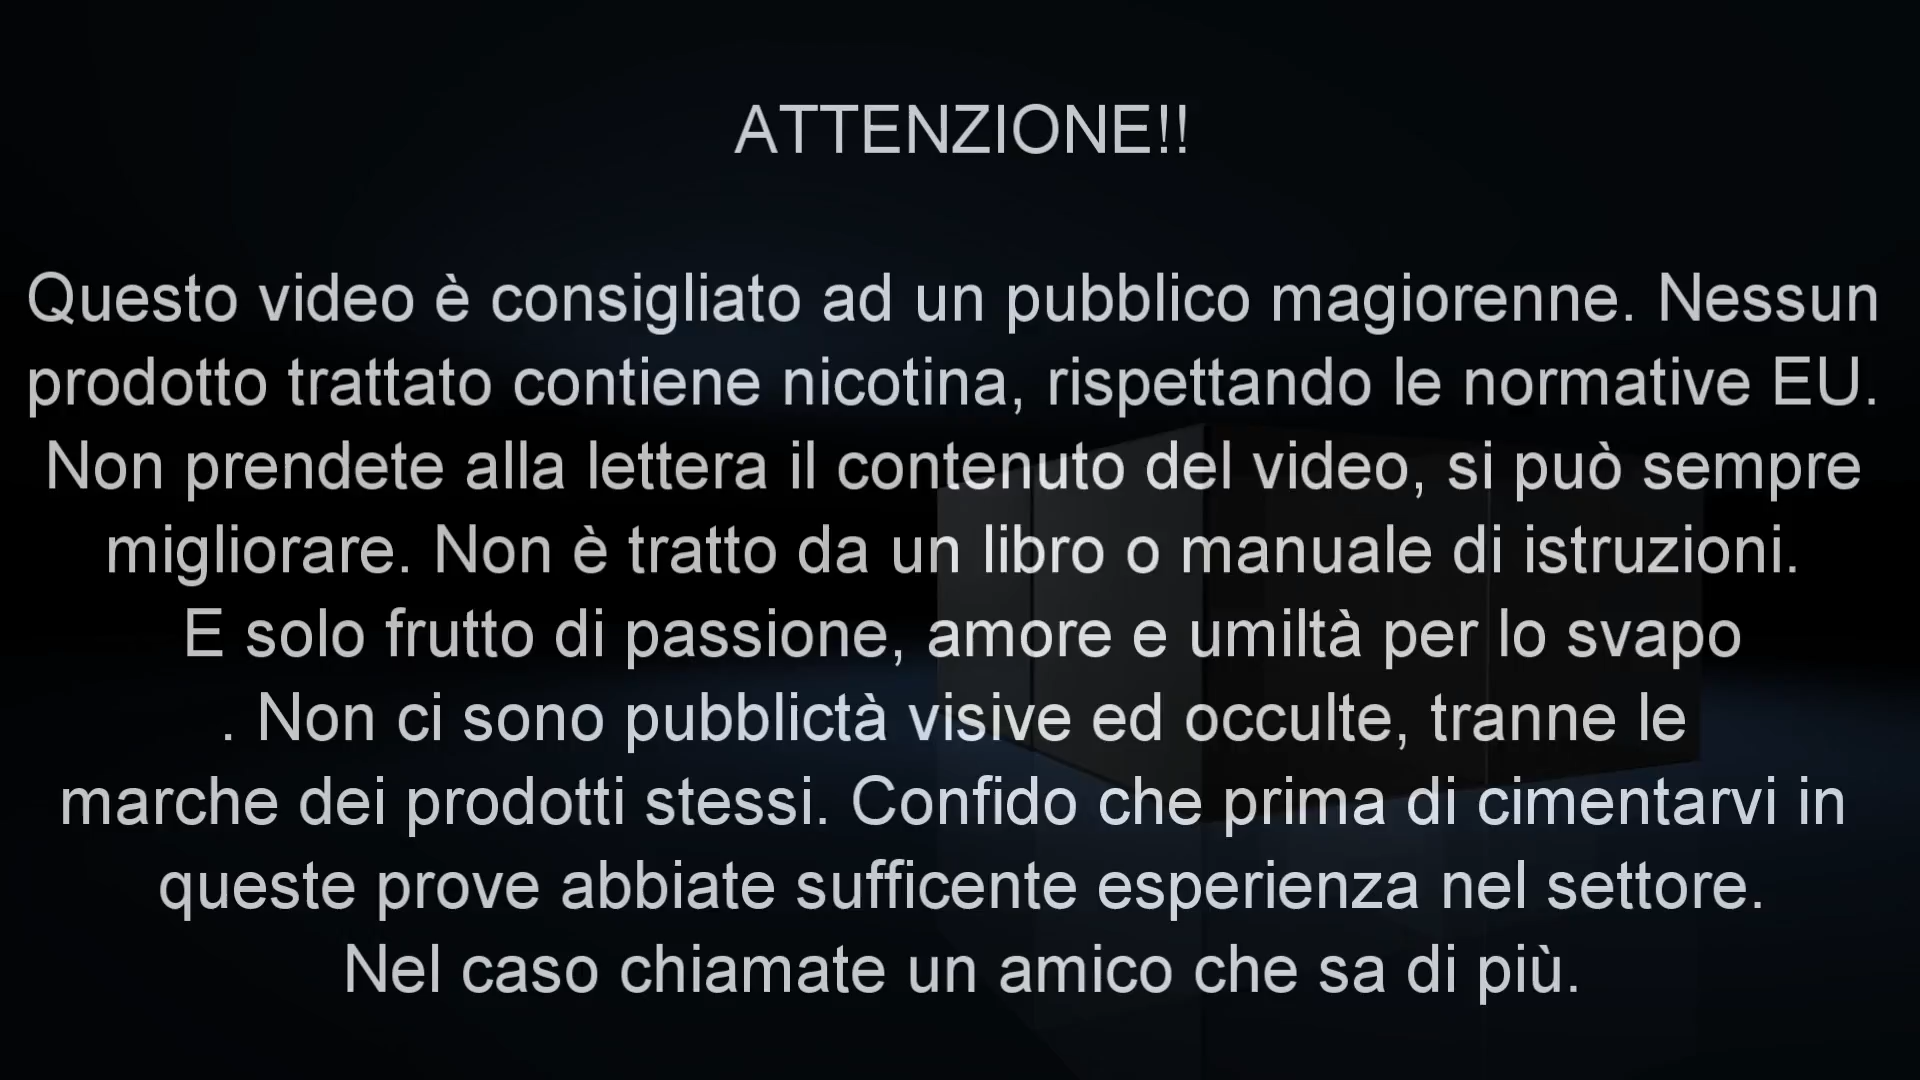 ATTENZIONE!!
Questo video è consigliato ad un pubblico magiorenne. Nessun
prodotto trattato contiene nicotina, rispettando le normative EU.
Non prendete alla lettera il contenuto del video, si può sempre
migliorare. Non è tratto da un libro o manuale di istruzioni.
E solo frutto di passione, amore e umiltà per lo svapo
. Non ci sono pubblictà visive ed occulte, tranne le
marche dei prodotti stessi. Confido che prima di cimentarvi in
queste prove abbiate sufficente esperienza nel settore.
Nel caso chiamate un amico che sa di più.